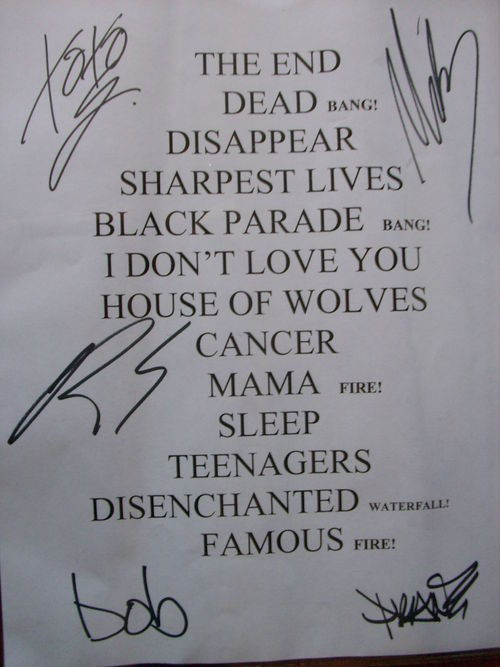 xoxo g.
THE END
DEAD BANG!
DISAPPEAR
SHARPEST LIVES
BLACK PARADE BANG!
I DON'T LOVE YOU
HOUSE OF WOLVES
CANCER
MAMA FIRE!
SLEEP
TEENAGERS
DISENCHANTED WATERFALL!
FAMOUS FIRE!
bob